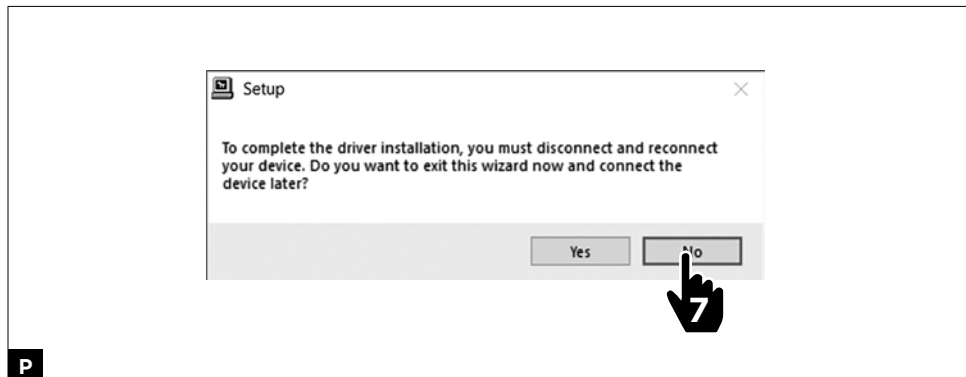 Setup
To complete the driver installation, you must disconnect and reconnect
your device. Do you want to exit this wizard now and connect the
device later?
Yes No
7
P